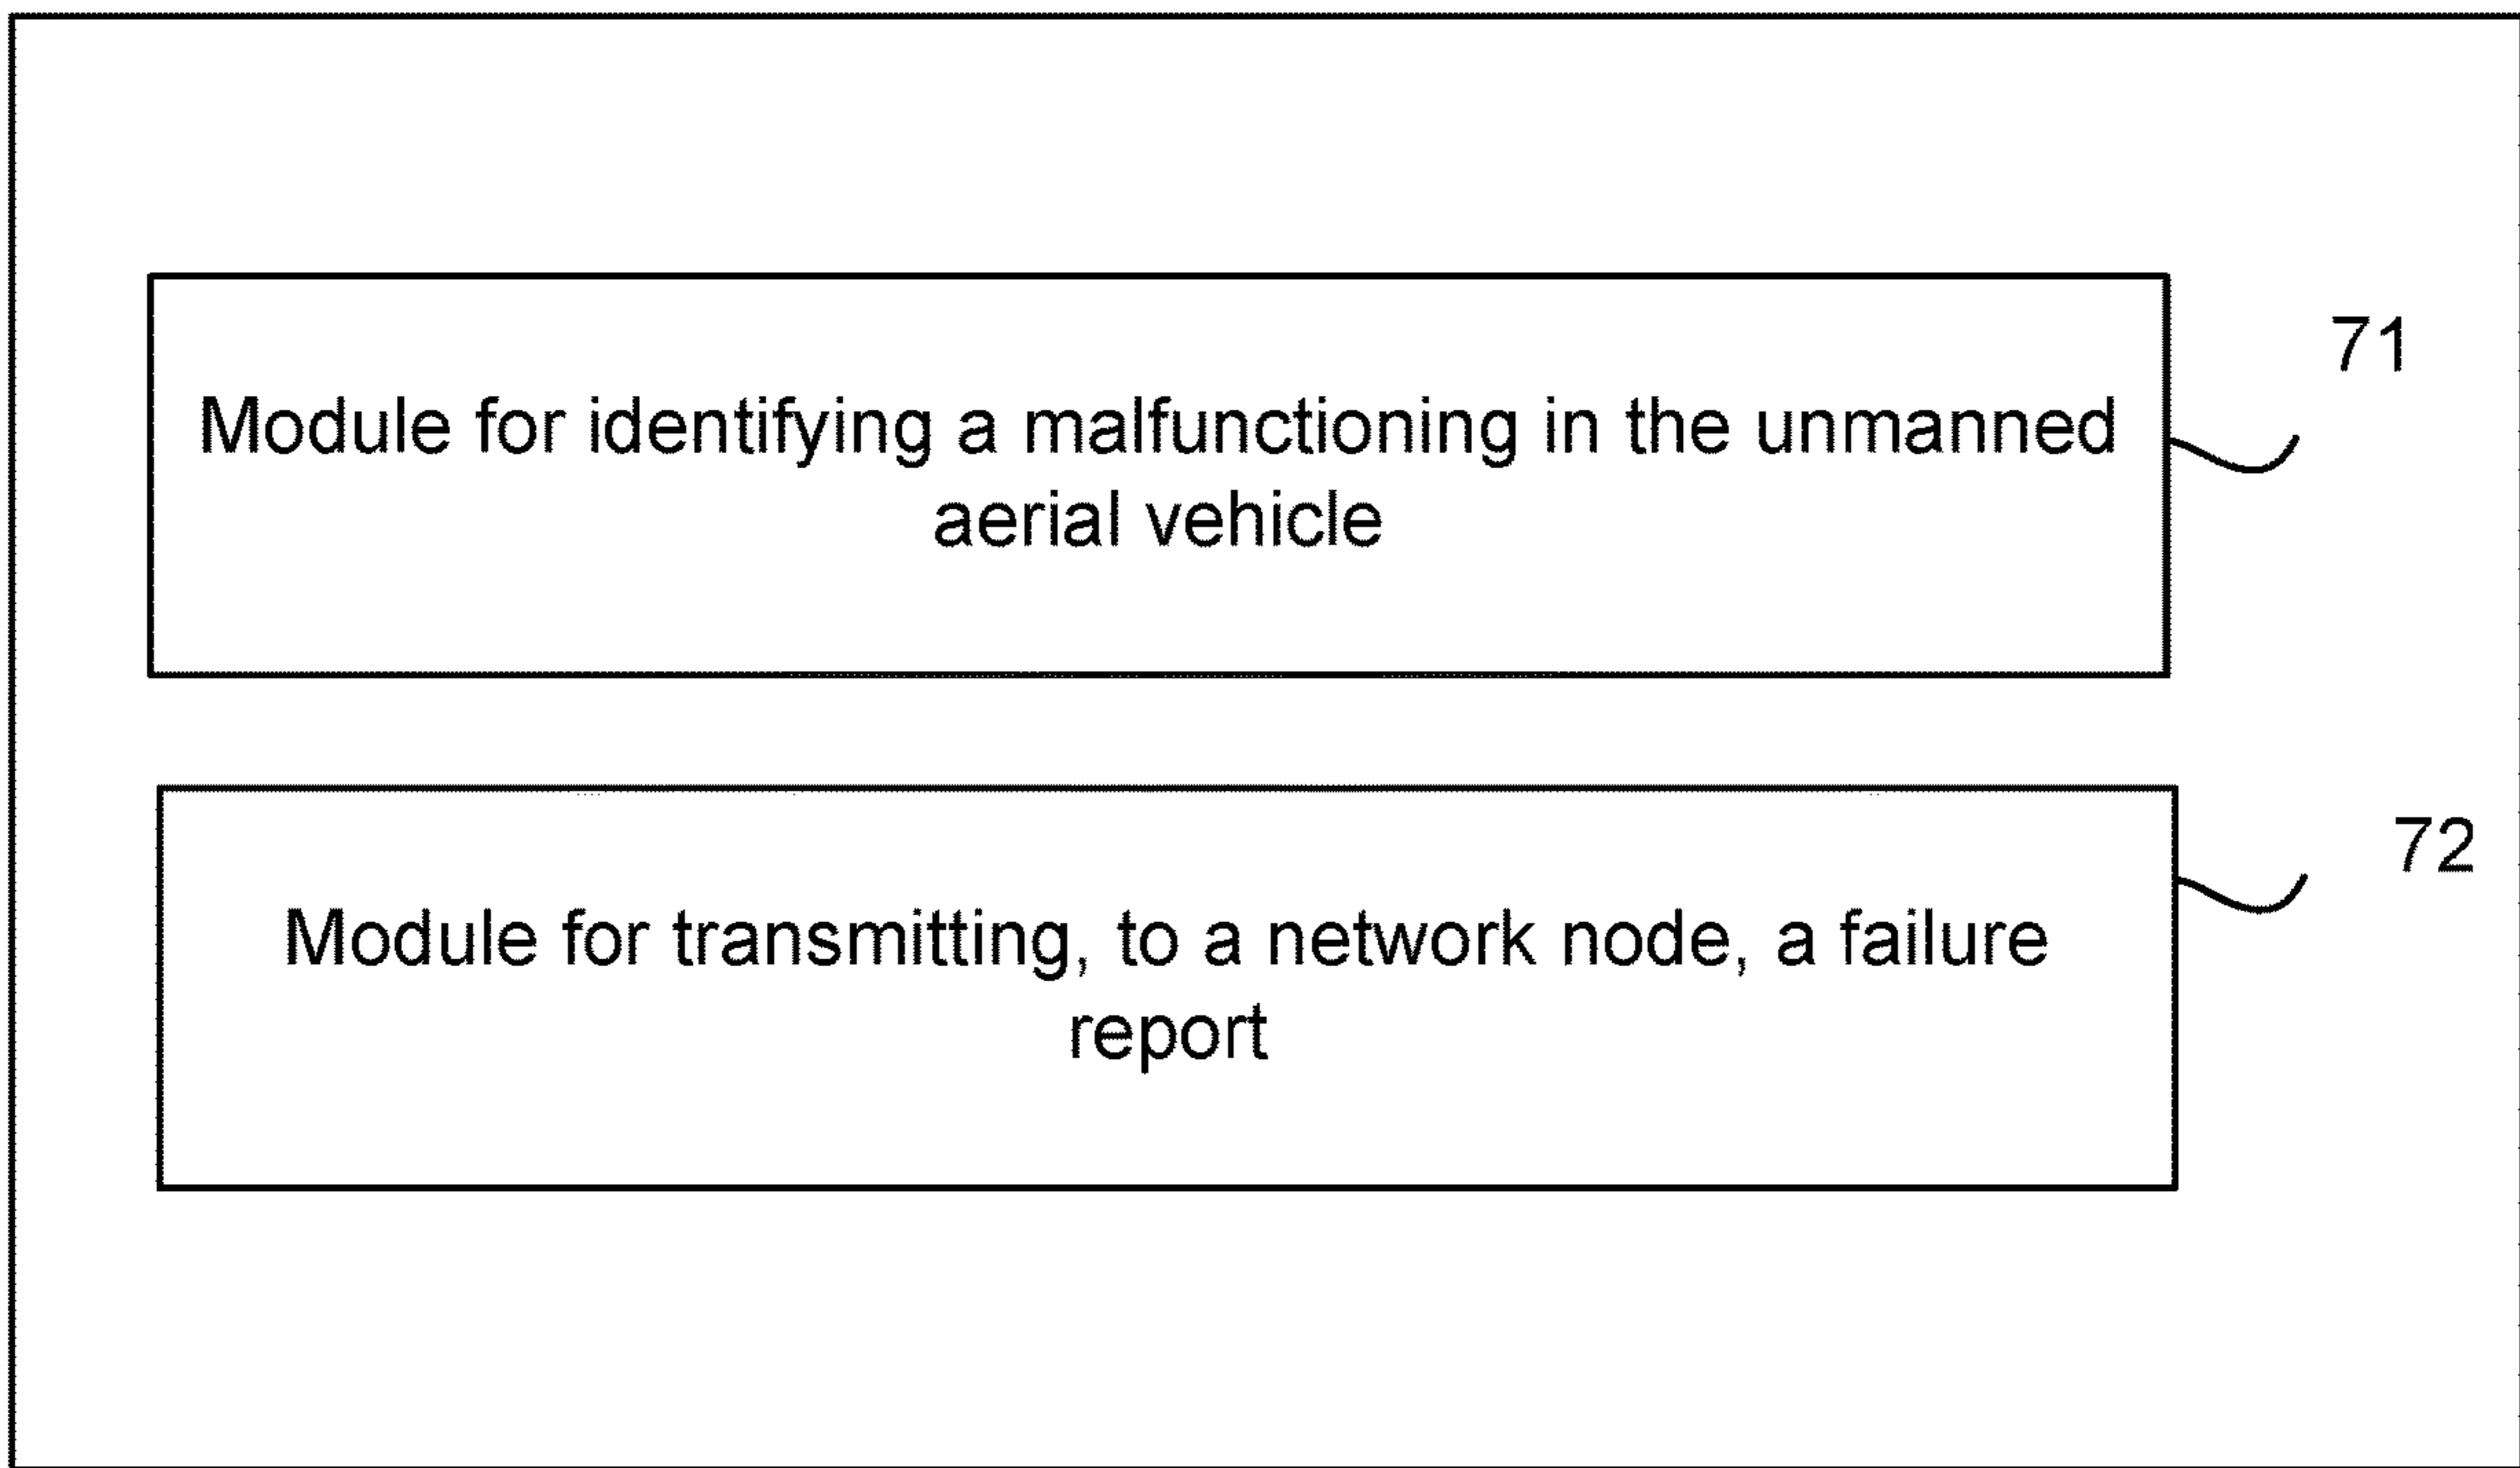 71
Module for identifying a malfunctioning in the unmanned
aerial vehicle
72
Module for transmitting, to a network node, a failure
report